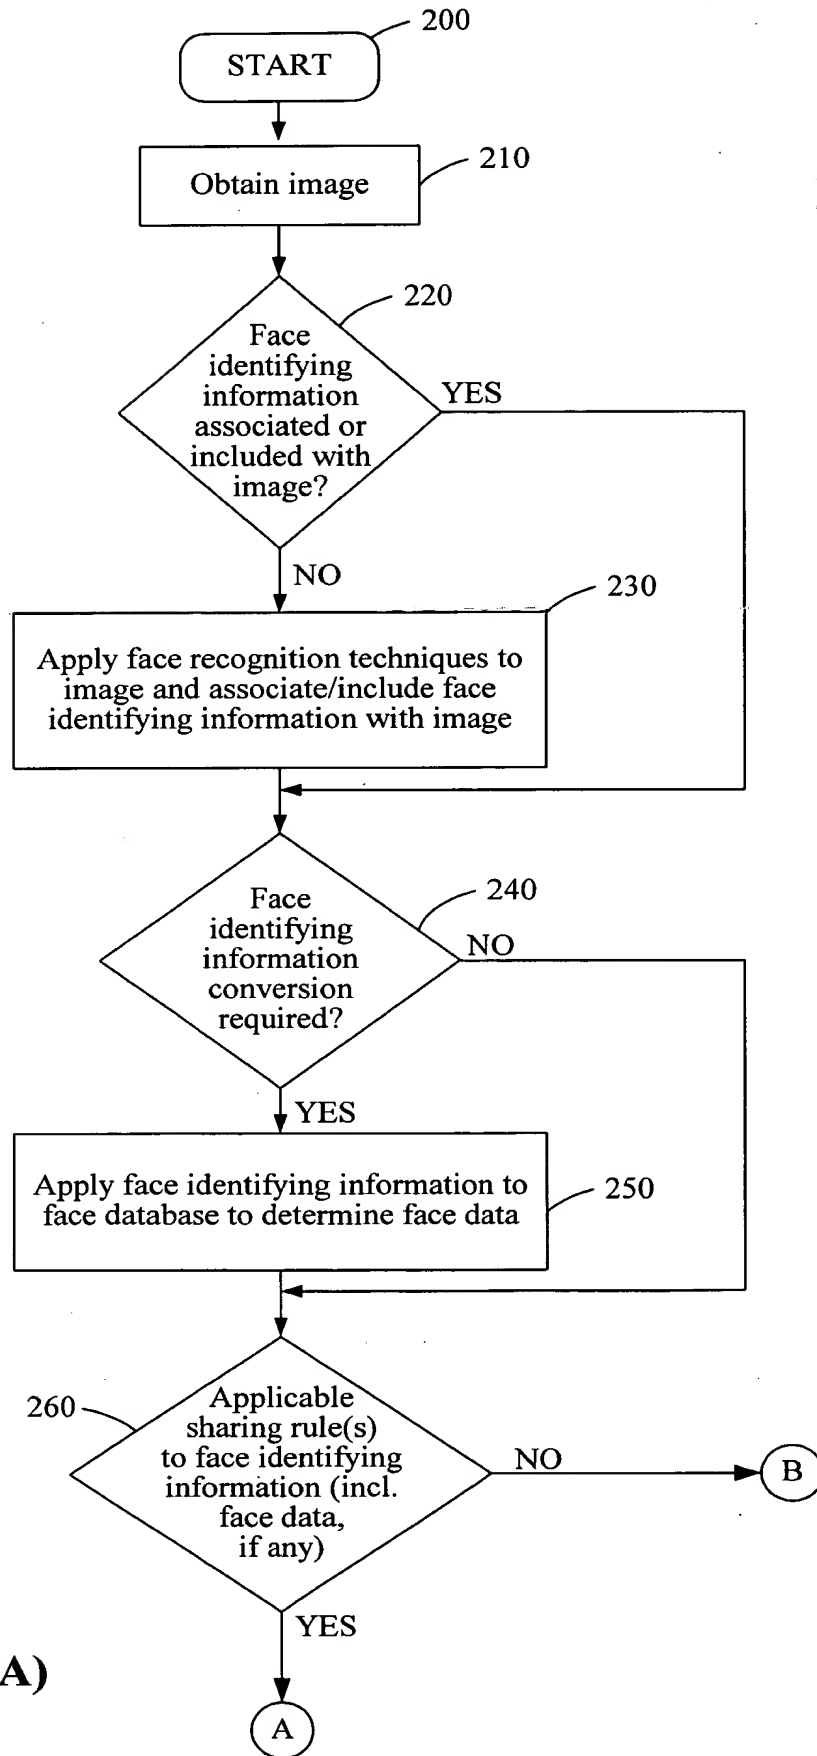 200
START
210
Obtain image
220
Face
identifying
information
associated or
included with
image?
YES
NO
230
Apply face recognition techniques to
image and associate/include face
identifying information with image
240
Face
identifying
information
conversion
required?
NO
YES
250
Apply face identifying information to
face database to determine face data
260
Applicable
sharing rule(s)
to face identifying
information (incl.
face data,
if any)
NO
B
YES
A)
A